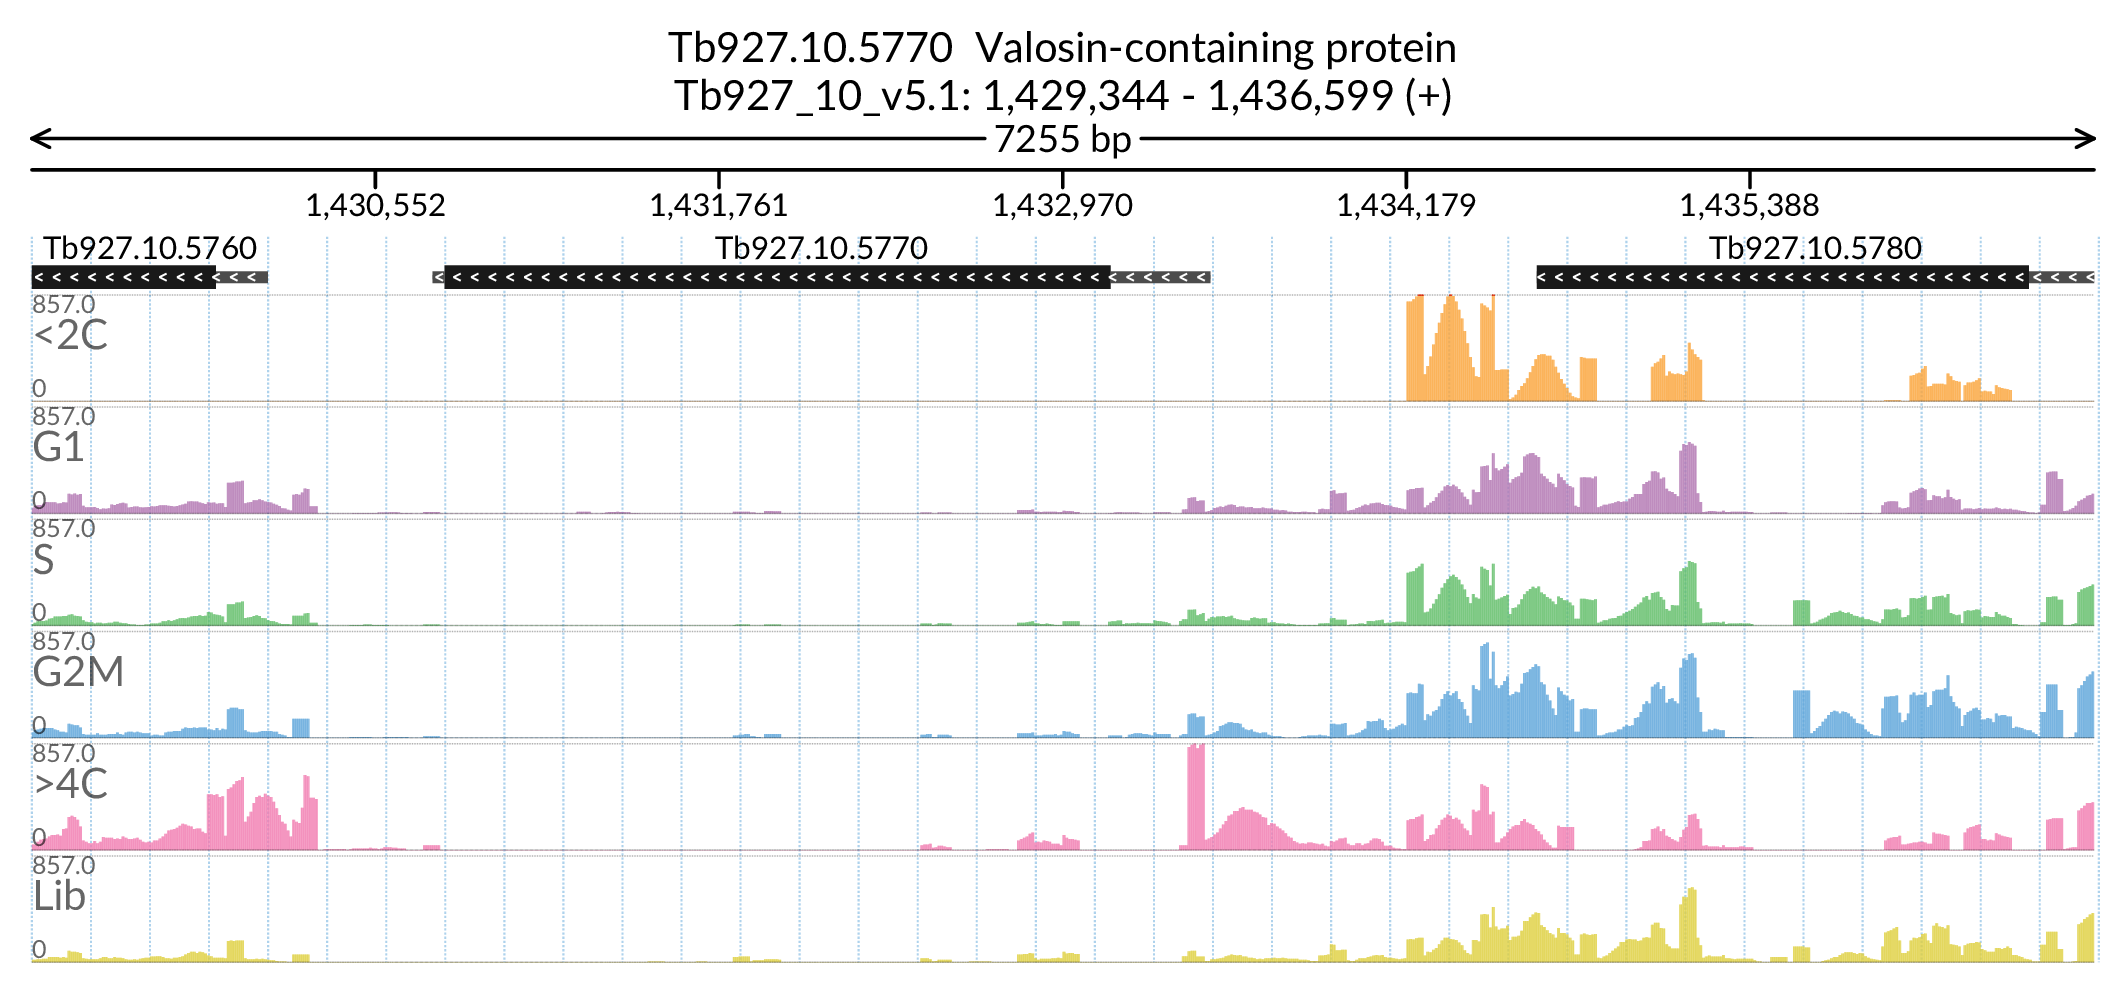 Tb927.10.5770 Valosin-containing protein
Tb927_10_v5.1: 1,429,344 - 1,436,599 (+)
7255 bp
1,430,552 1,431,761 1,432,970 1,434,179 1,435,388
Tb927.10.5760 Tb927.10.5770 Tb927.10.5780
857.0
<2C
0
857.0
G1
0
857.0
S
0
857.0
G2M
0
857.0
>4C
0
857.0
Lib
0